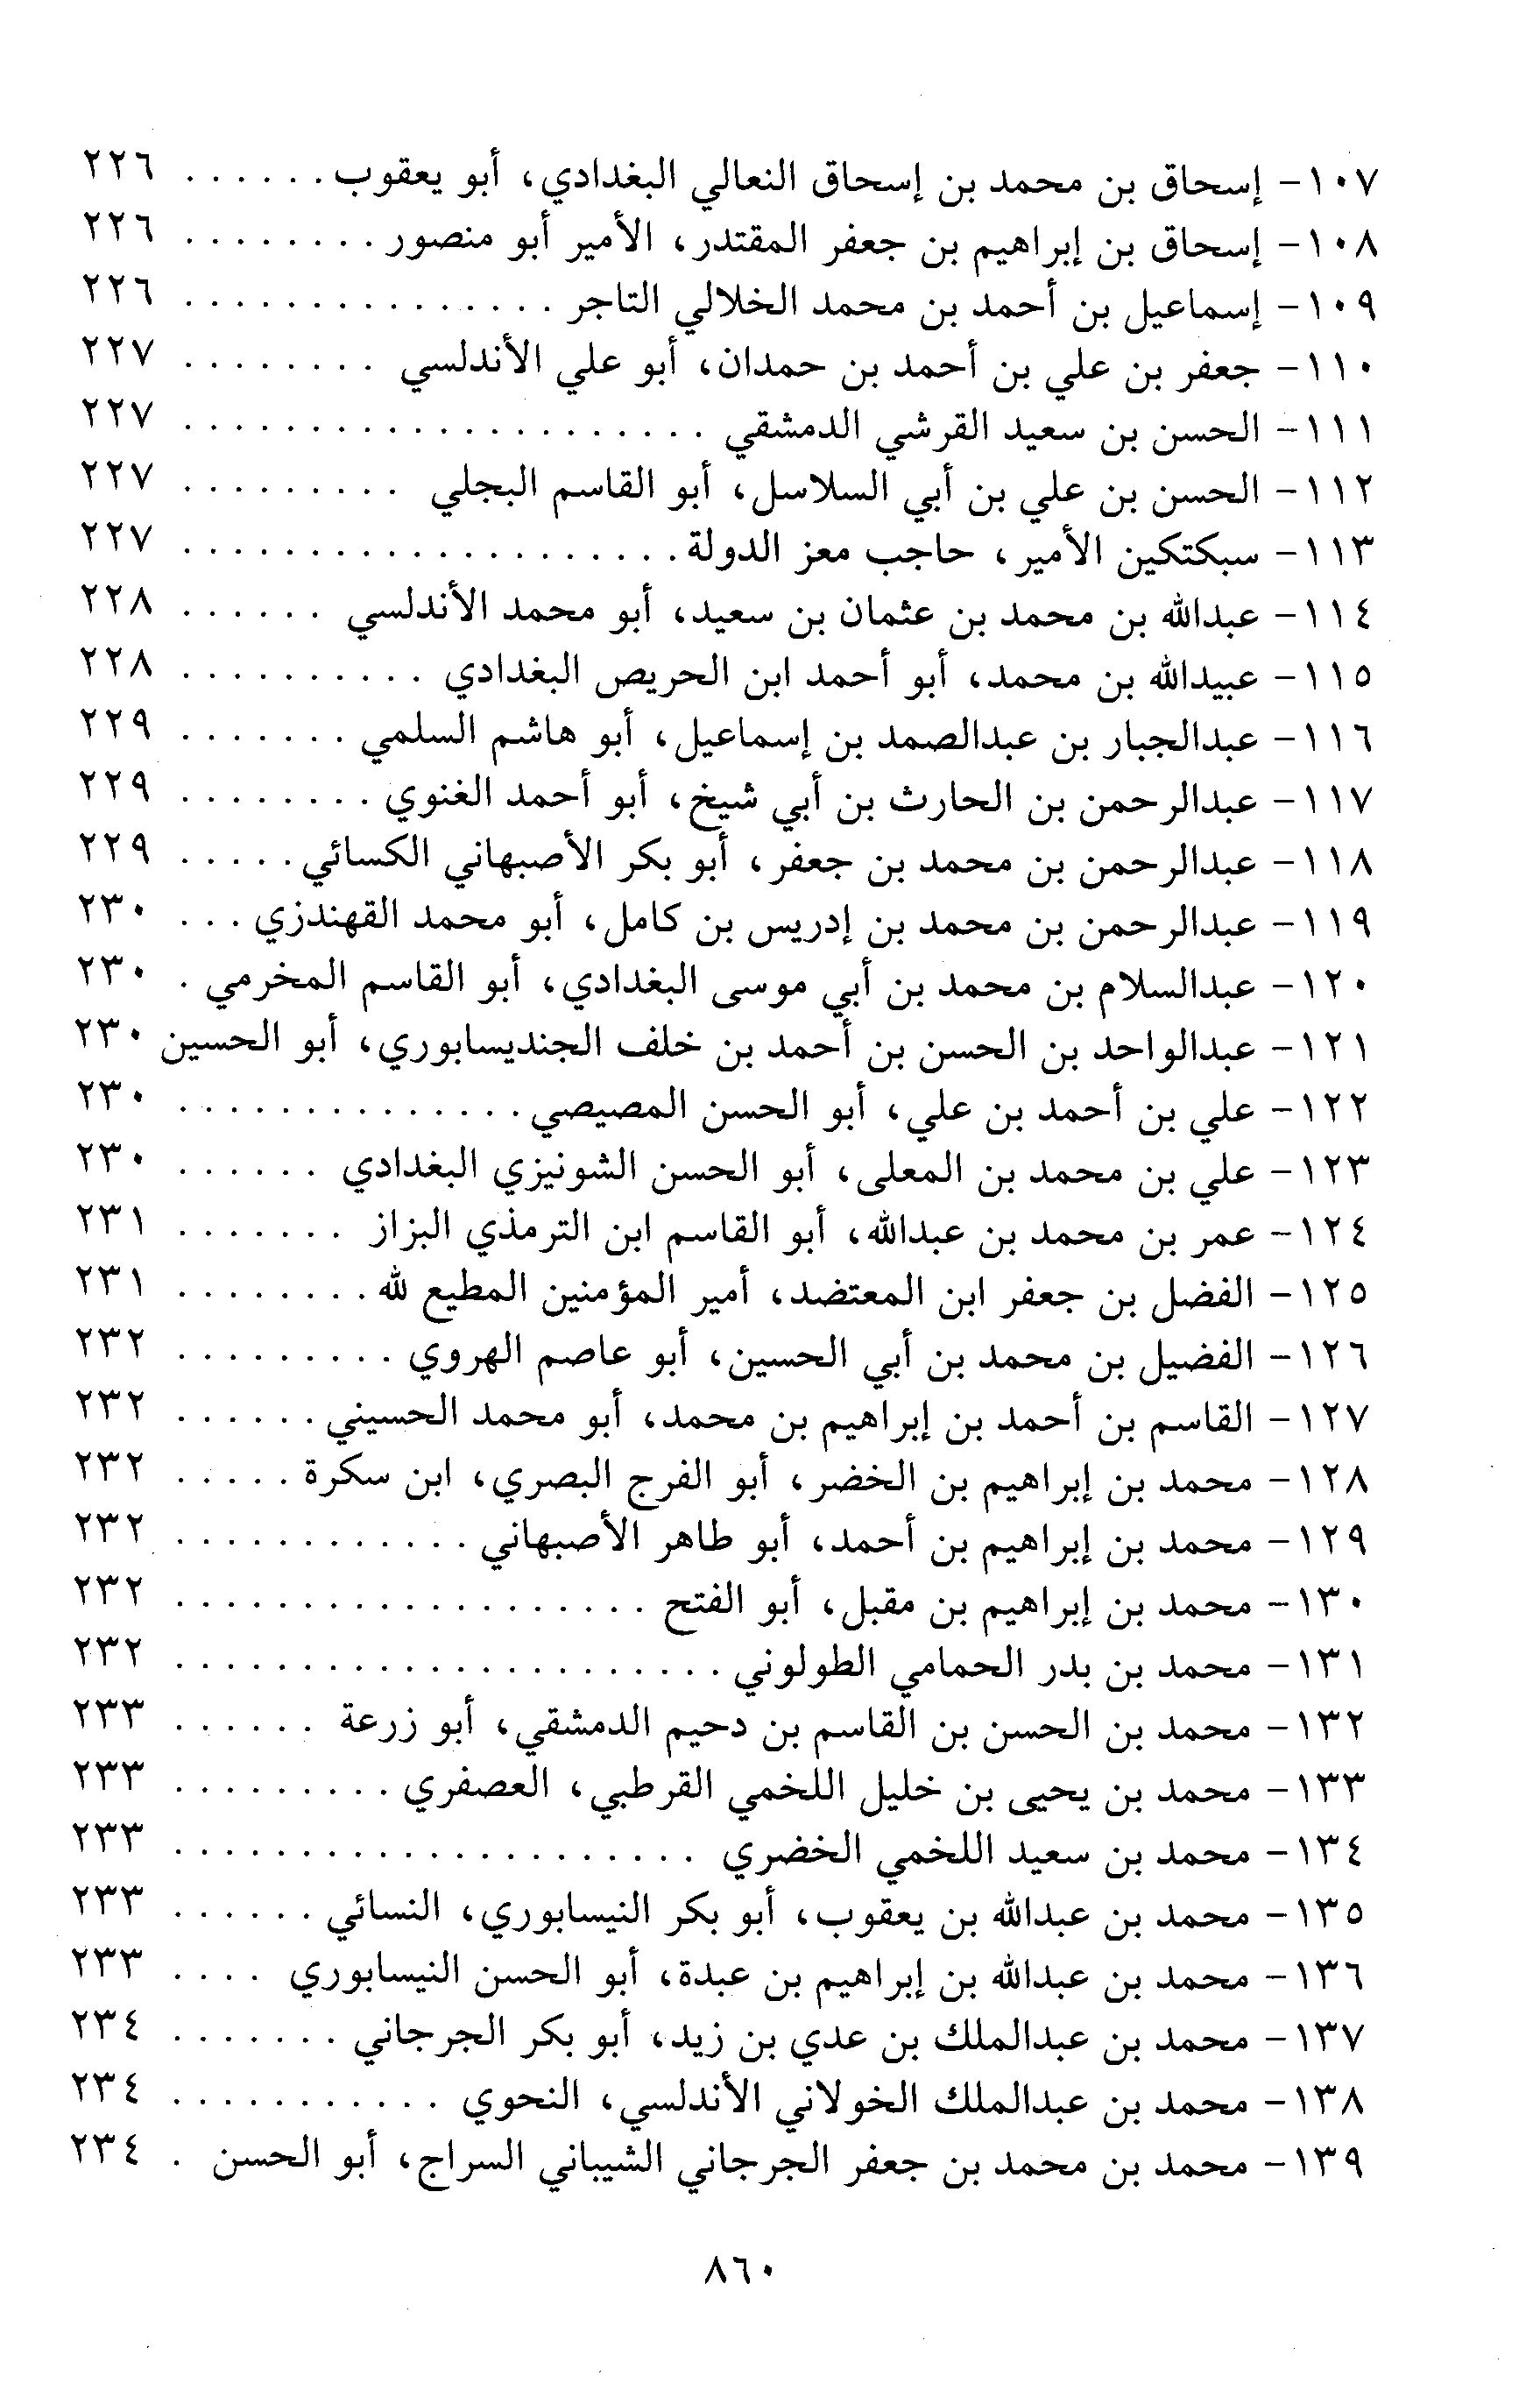 ١٠٧- إسحاق بن محمد بن إسحاق النعالي البغدادي، أبو يعقوب . . . . . . ٢٢٦
١٠٨- إسحاق بن إبراهيم بن جعفر المقتدر، الأمير أبو منصور . . . . . . . . ٢٢٦
١٠٩- إسماعيل بن أحمد بن محمد الخلالي التاجر . . . . . . . . . . . . . . . ٢٢٦
١١٠- جعفر بن علي بن أحمد بن حمدان، أبو علي الأندلسي . . . . . . . . ٢٢٧
١١١- الحسن بن سعيد القرشي الدمشقي . . . . . . . . . . . . . . . . . . . . . ٢٢٧
١١٢- الحسن بن علي بن أبي السلاسل، أبو القاسم البجلي . . . . . . . . . ٢٢٧
١١٣- سبكتكين الأمير، حاجب معز الدولة . . . . . . . . . . . . . . . . . . . . ٢٢٧
١١٤- عبدالله بن محمد بن عثمان بن سعيد، أبو محمد الأندلسي . . . . . . ٢٢٨
١١٥- عبيدالله بن محمد، أبو أحمد ابن الحريص البغدادي . . . . . . . . . . ٢٢٨
١١٦- عبدالجبار بن عبدالصمد بن إسماعيل، أبو هاشم السلمي . . . . . . . ٢٢٩
١١٧- عبدالرحمن بن الحارث بن أبي شيخ، أبو أحمد الغنوي . . . . . . . . ٢٢٩
١١٨- عبدالرحمن بن محمد بن جعفر، أبو بكر الأصبهاني الكسائي . . . . . ٢٢٩
١١٩- عبدالرحمن بن محمد بن إدريس بن كامل، أبو محمد القهندزي . . . ٢٣٠
١٢٠- عبدالسلام بن محمد بن أبي موسى البغدادي، أبو القاسم المخرمي . ٢٣٠
١٢١- عبدالواحد بن الحسن بن أحمد بن خلف الجنديسابوري، أبو الحسين ٢٣٠
١٢٢- علي بن أحمد بن علي، أبو الحسن المصيصي . . . . . . . . . . . . . . ٢٣٠
١٢٣- علي بن محمد بن المعلى، أبو الحسن الشونيزي البغدادي . . . . . . ٢٣٠
١٢٤- عمر بن محمد بن عبدالله، أبو القاسم ابن الترمذي البزاز . . . . . . . ٢٣١
١٢٥- الفضل بن جعفر ابن المعتضد، أمير المؤمنين المطيع لله . . . . . . . . ٢٣١
١٢٦- الفضيل بن محمد بن أبي الحسين، أبو عاصم الهروي . . . . . . . . . ٢٣٢
١٢٧- القاسم بن أحمد بن إبراهيم بن محمد، أبو محمد الحسيني . . . . . . ٢٣٢
١٢٨- محمد بن إبراهيم بن الخضر، أبو الفرج البصري، ابن سكرة . . . . . ٢٣٢
١٢٩- محمد بن إبراهيم بن أحمد، أبو طاهر الأصبهاني . . . . . . . . . . . . ٢٣٢
١٣٠- محمد بن إبراهيم بن مقبل، أبو الفتح . . . . . . . . . . . . . . . . . . . ٢٣٢
١٣١- محمد بن بدر الحمامي الطولوني . . . . . . . . . . . . . . . . . . . . . . ٢٣٢
١٣٢- محمد بن الحسن بن القاسم بن دحيم الدمشقي، أبو زرعة . . . . . . ٢٣٣
١٣٣- محمد بن يحيى بن خليل اللخمي القرطبي، العصفري . . . . . . . . . ٢٣٣
١٣٤- محمد بن سعيد اللخمي الخضري . . . . . . . . . . . . . . . . . . . . . ٢٣٣
١٣٥- محمد بن عبدالله بن يعقوب، أبو بكر النيسابوري، النسائي . . . . . . ٢٣٣
١٣٦- محمد بن عبدالله بن إبراهيم بن عبدة، أبو الحسن النيسابوري . . . . ٢٣٣
١٣٧- محمد بن عبدالملك بن عدي بن زيد، أبو بكر الجرجاني . . . . . . . ٢٣٤
١٣٨- محمد بن عبدالملك الخولاني الأندلسي، النحوي . . . . . . . . . . . ٢٣٤
١٣٩- محمد بن محمد بن جعفر الجرجاني الشيباني السراج، أبو الحسن . ٢٣٤
٨٦٠